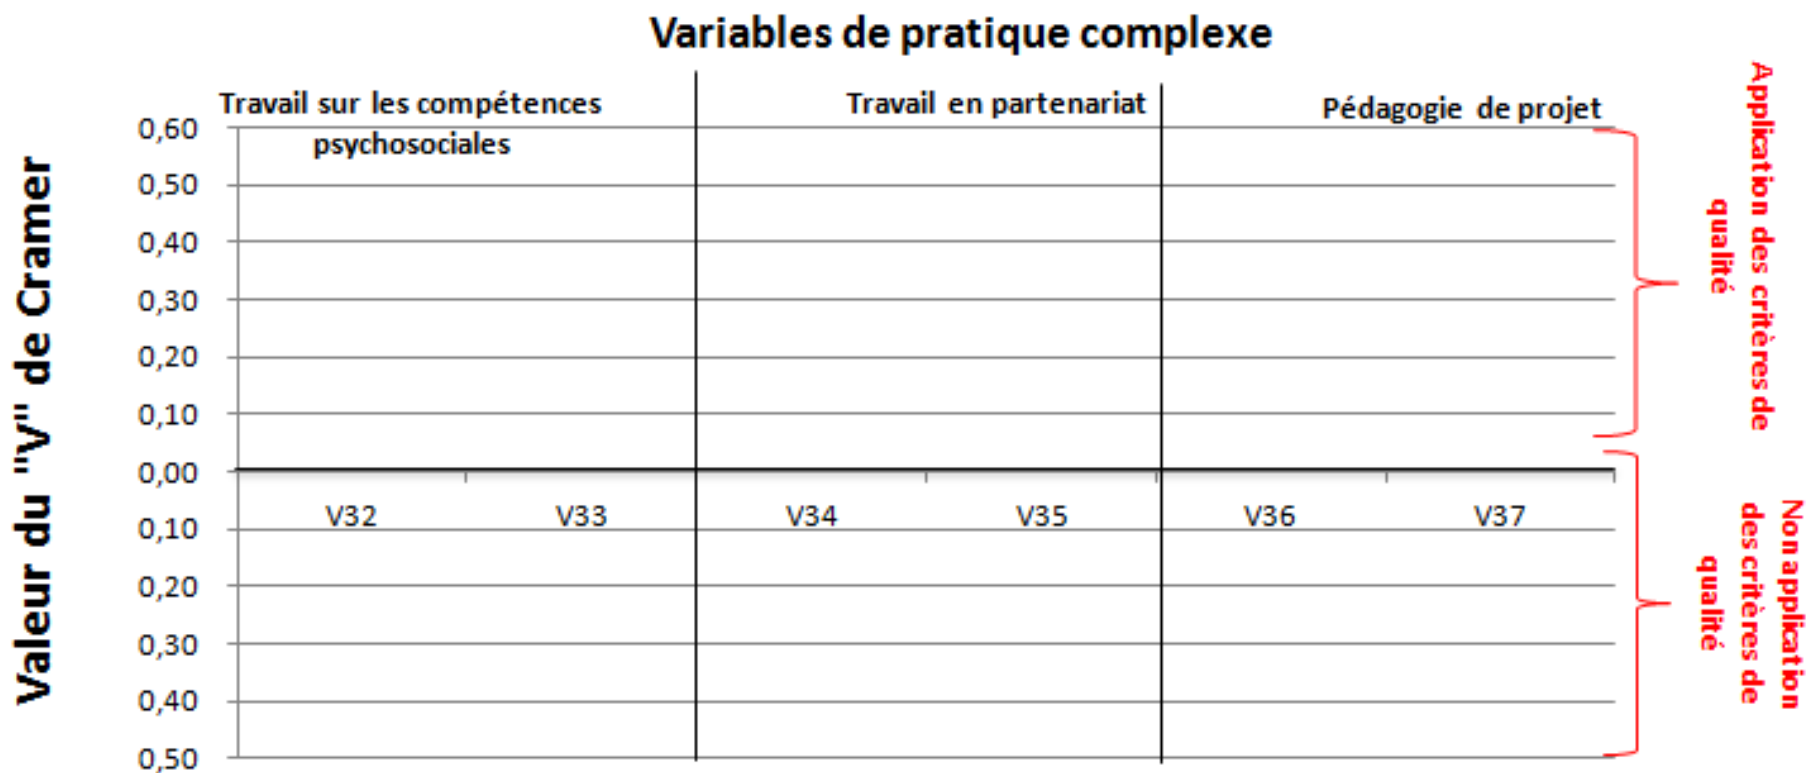 Variables de pratique complexe
Travail sur les compétences
psychosociales
Travail en partenariat
Pédagogie de projet
Valeur du "V" de Cramer
0,60
0,50
0,40
0,30
0,20
0,10
0,00
0,10
0,20
0,30
0,40
0,50
V32
V33
V34
V35
V36
V37
Application des critères de
qualité
Non application
des critères de
qualité